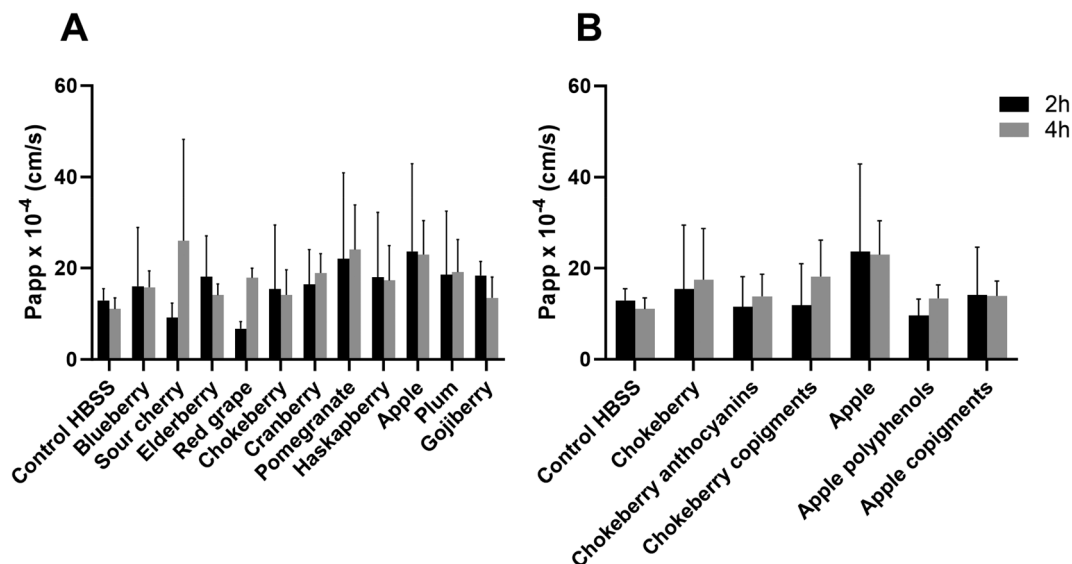 A
Papp x 10⁻⁴ (cm/s)
60
40
20
0
Control HBSS
Blueberry
Sour cherry
Elderberry
Red grape
Chokeberry
Cranberry
Pomegranate
Haskapberry
Apple
Plum
Gojiberry
B
Papp x 10⁻⁴ (cm/s)
60
40
20
0
Control HBSS
Chokeberry
Chokeberry anthocyanins
Chokeberry copigments
Apple
Apple polyphenols
Apple copigments
2h
4h